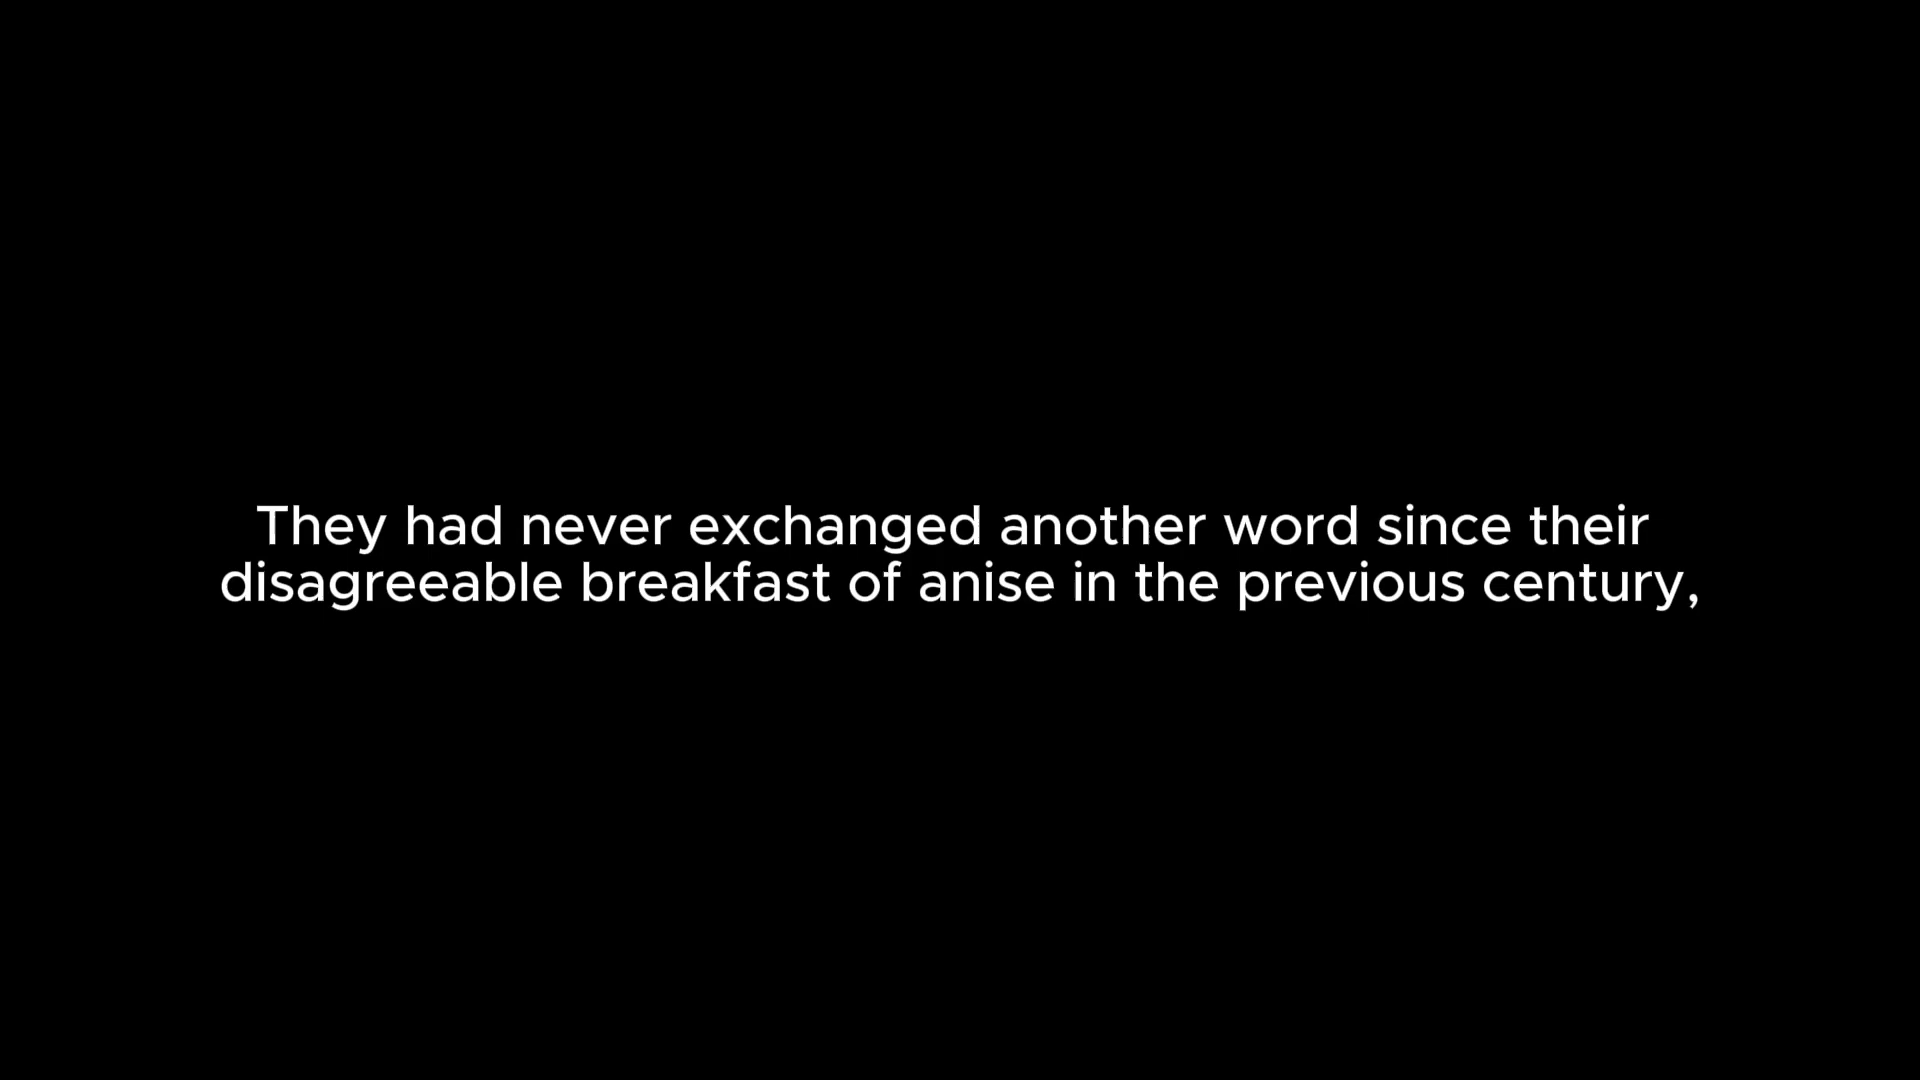 They had never exchanged another word since their
disagreeable breakfast of anise in the previous century,